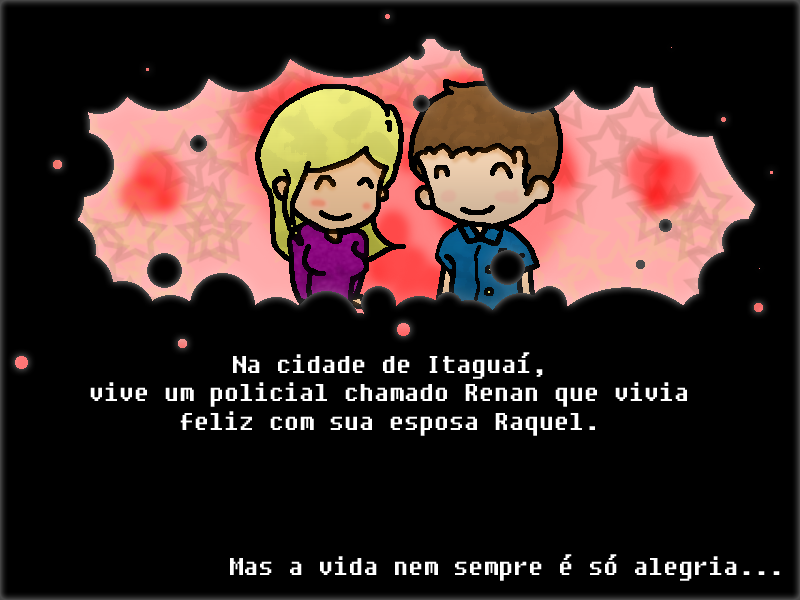 Na cidade de Itaguaí,
vive um policial chamado Renan que vivia
feliz com sua esposa Raquel.
Mas a vida nem sempre é só alegria...